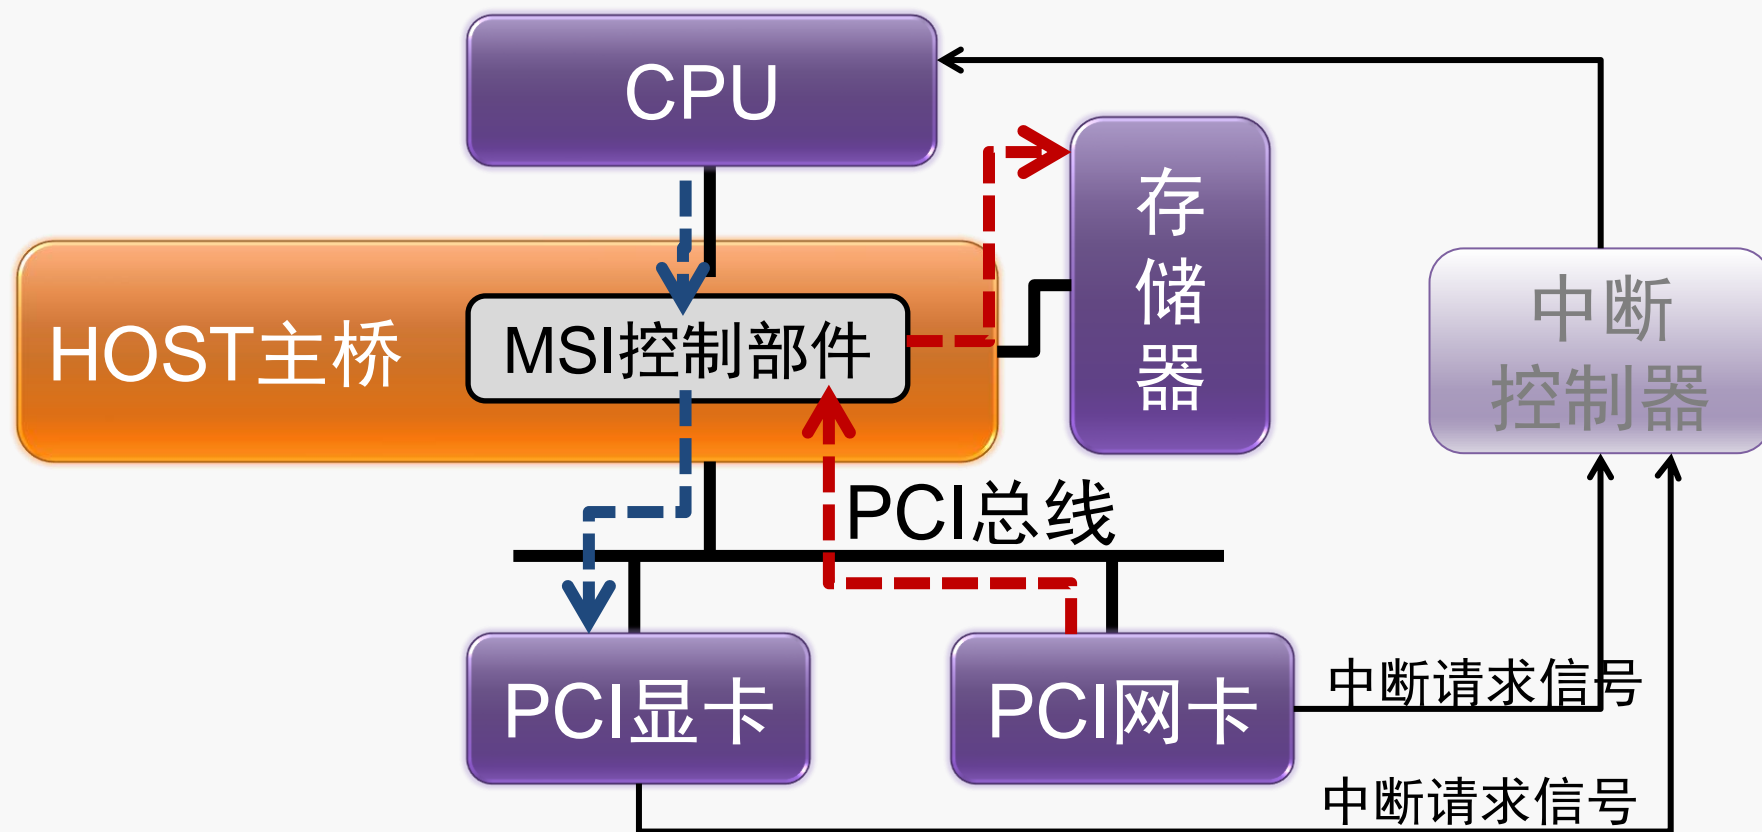 CPU
存
储
器
中断
控制器
HOST主桥
MSI控制部件
PCI总线
PCI显卡
PCI网卡
中断请求信号
中断请求信号